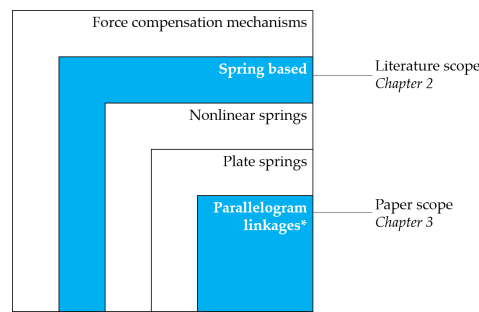 Force compensation mechanisms
Spring based
Literature scope
Chapter 2
Nonlinear springs
Plate springs
Parallelogram
linkages*
Paper scope
Chapter 3